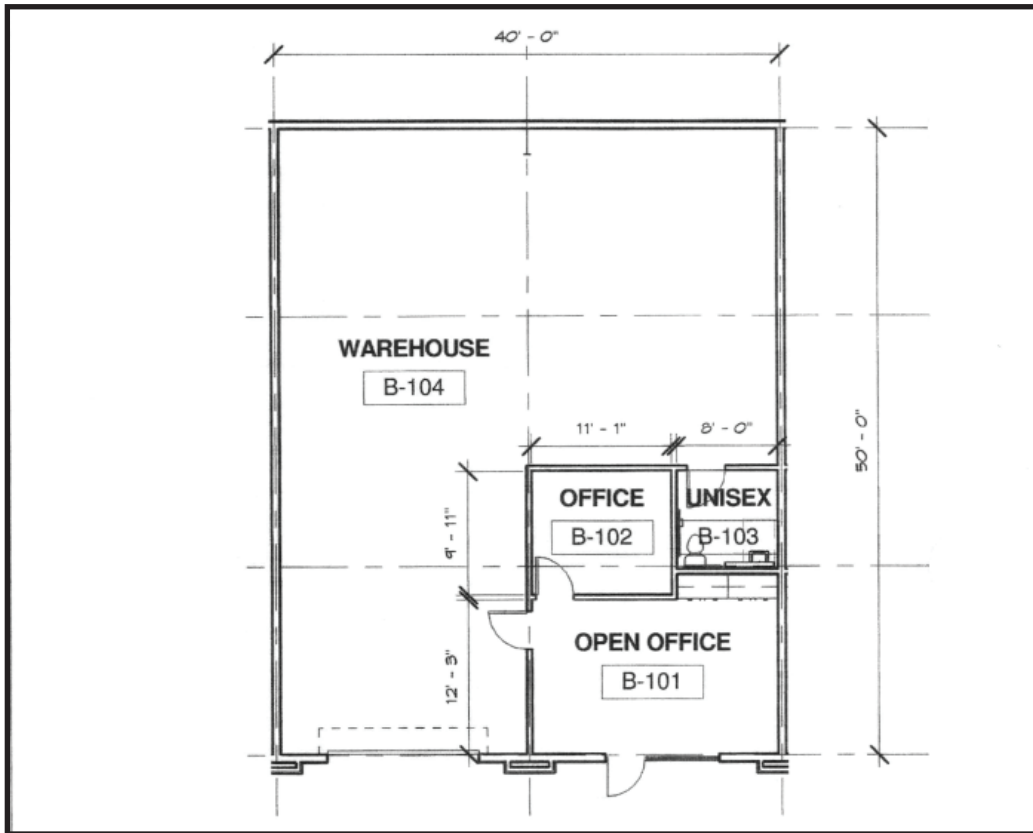 40' - 0"
WAREHOUSE
B-104
11' - 1"
8' - 0"
50' - 0"
OFFICE
UNISEX
B-102
B-103
9' - 11"
OPEN OFFICE
B-101
12' - 3"